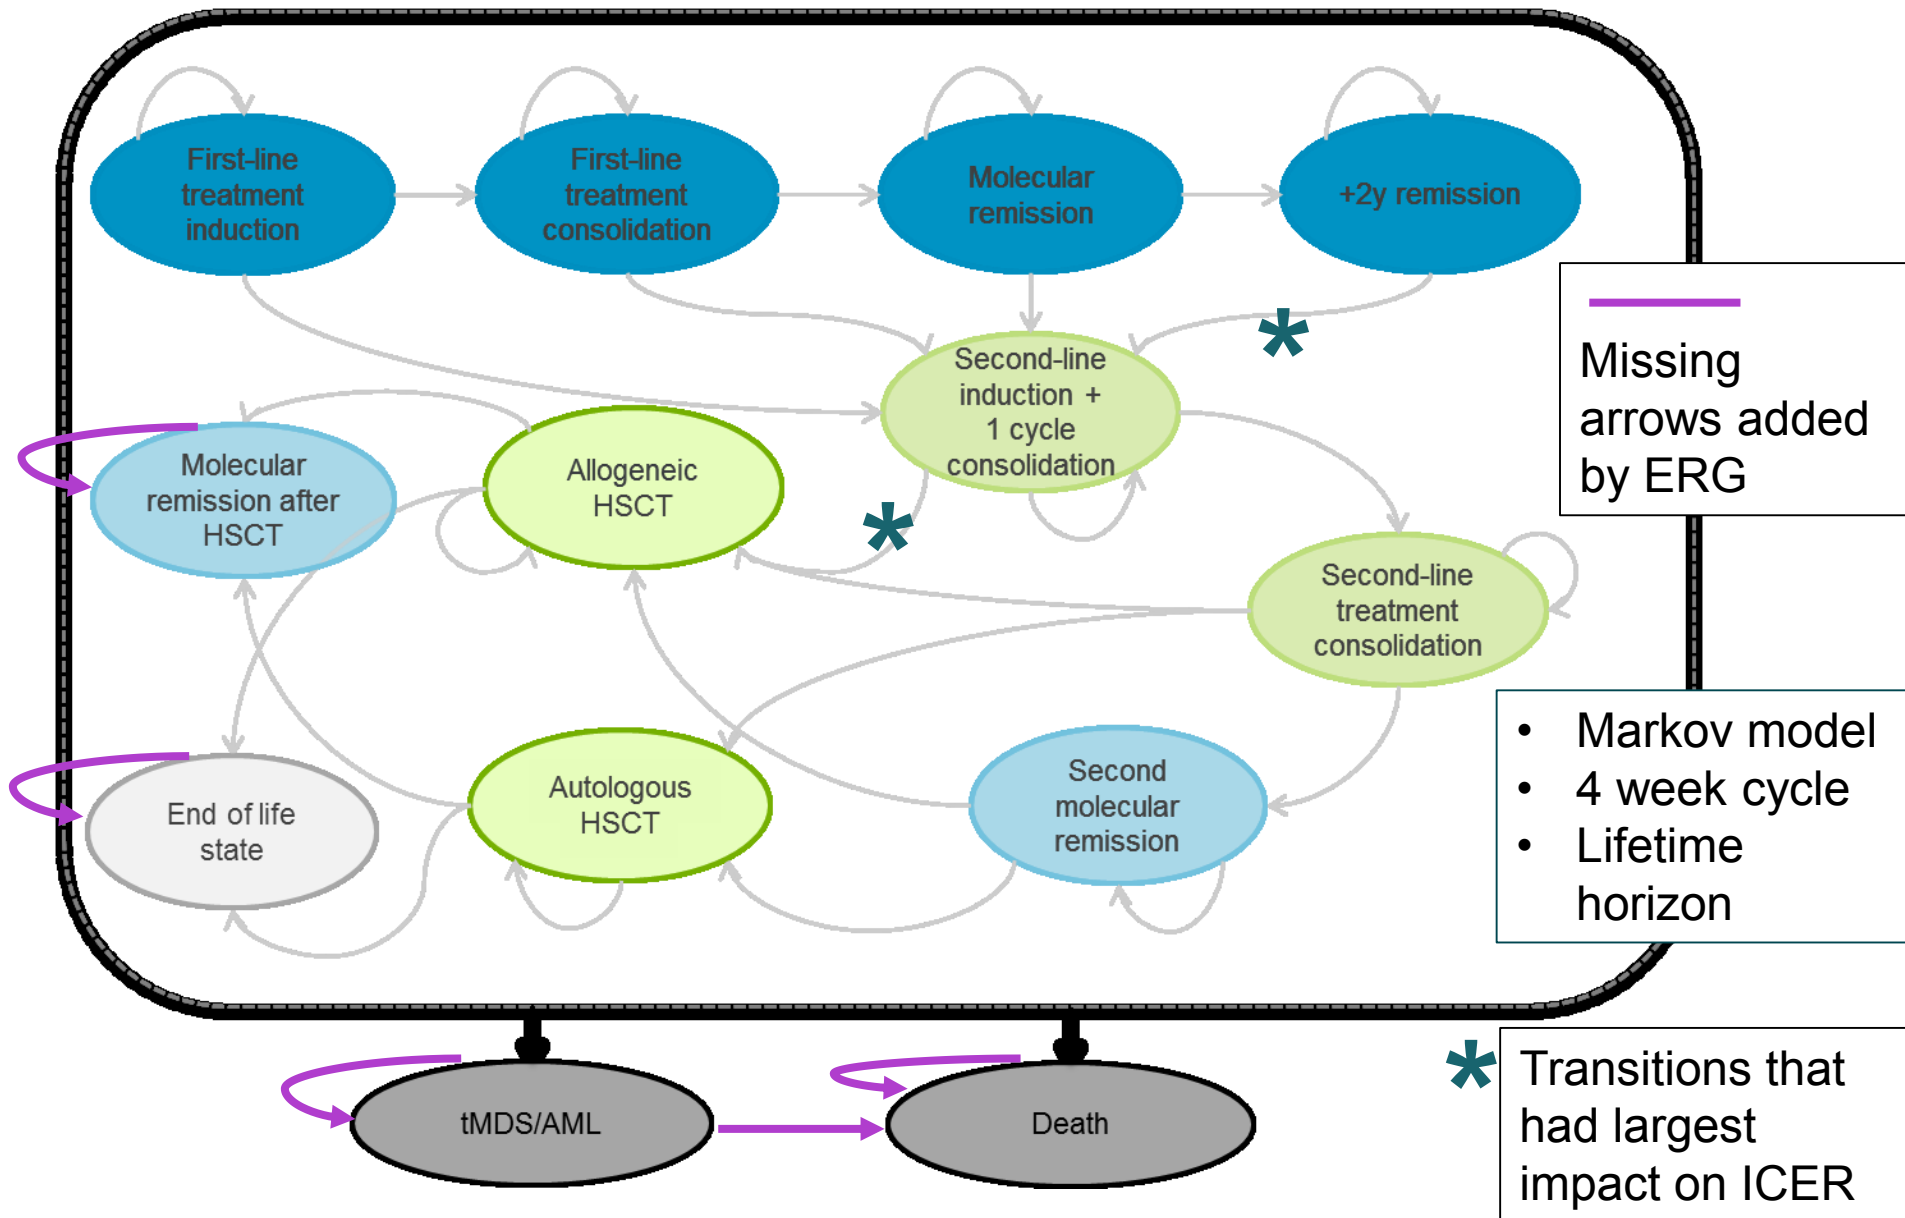 First-line
treatment
induction
First-line
treatment
consolidation
Molecular
remission
+2y remission
Missing
arrows added
by ERG
Second-line
induction +
1 cycle
consolidation
Molecular
remission after
HSCT
Allogeneic
HSCT
*
*
Second-line
treatment
consolidation
• Markov model
• 4 week cycle
• Lifetime
horizon
End of life
state
Autologous
HSCT
Second
molecular
remission
tMDS/AML
Death
* Transitions that
had largest
impact on ICER